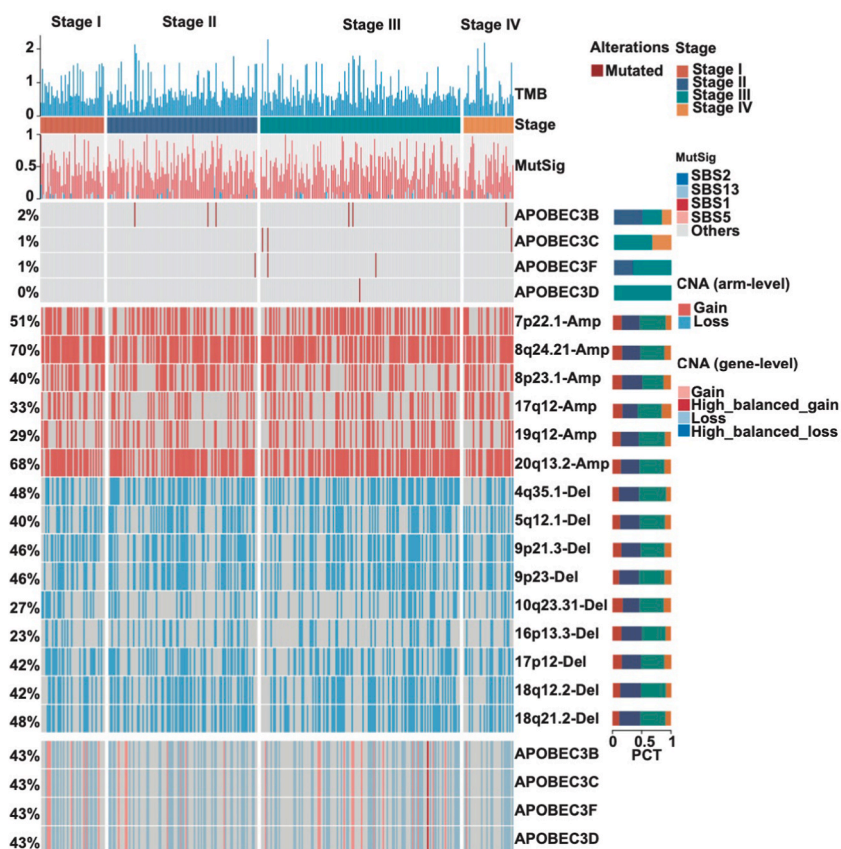 Stage I Stage II Stage III Stage IV
2
1
0
TMB
Stage
1
0.5
0
MutSig
2% APOBEC3B
1% APOBEC3C
1% APOBEC3F
0% APOBEC3D
51% 7p22.1-Amp
70% 8q24.21-Amp
40% 8p23.1-Amp
33% 17q12-Amp
29% 19q12-Amp
68% 20q13.2-Amp
48% 4q35.1-Del
40% 5q12.1-Del
46% 9p21.3-Del
46% 9p23-Del
27% 10q23.31-Del
23% 16p13.3-Del
42% 17p12-Del
42% 18q12.2-Del
48% 18q21.2-Del
43% APOBEC3B
43% APOBEC3C
43% APOBEC3F
43% APOBEC3D
0 0.5 1
PCT
Alterations
Mutated
Stage
Stage I
Stage II
Stage III
Stage IV
MutSig
SBS2
SBS13
SBS1
SBS5
Others
CNA (arm-level)
Gain
Loss
CNA (gene-level)
Gain
High_balanced_gain
Loss
High_balanced_loss